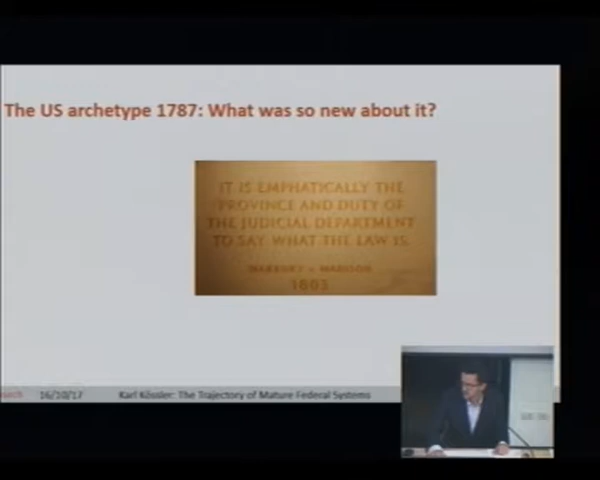 The US archetype 1787: What was so new about it?
IT IS EMPHATICALLY THE
PROVINCE AND DUTY OF
THE JUDICIAL DEPARTMENT
TO SAY WHAT THE LAW IS.
MARBURY v. MADISON
1803
16/10/17 Karl Kössler: The Trajectory of Mature Federal Systems